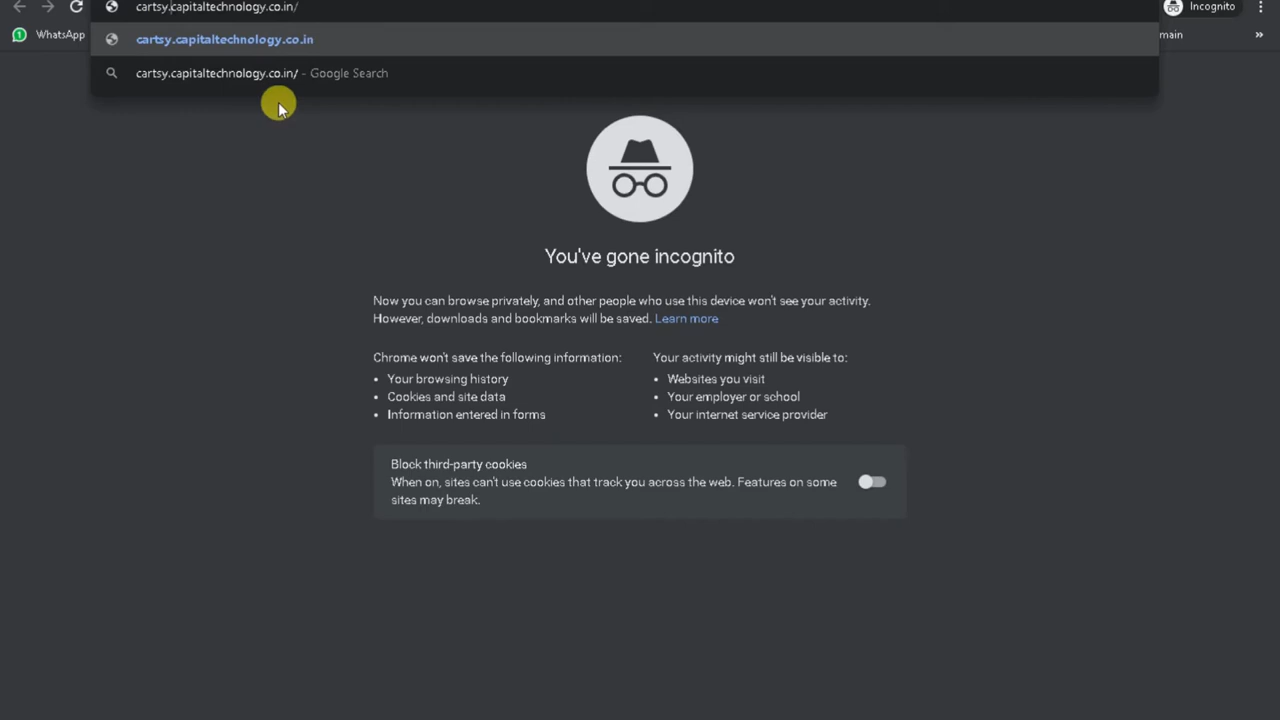 cartsy.capitaltechnology.co.in/
Incognito
WhatsApp
cartsy.capitaltechnology.co.in
main
»
cartsy.capitaltechnology.co.in/ - Google Search
You've gone incognito
Now you can browse privately, and other people who use this device won't see your activity.
However, downloads and bookmarks will be saved. Learn more
Chrome won't save the following information:
• Your browsing history
• Cookies and site data
• Information entered in forms
Your activity might still be visible to:
• Websites you visit
• Your employer or school
• Your internet service provider
Block third-party cookies
When on, sites can't use cookies that track you across the web. Features on some
sites may break.